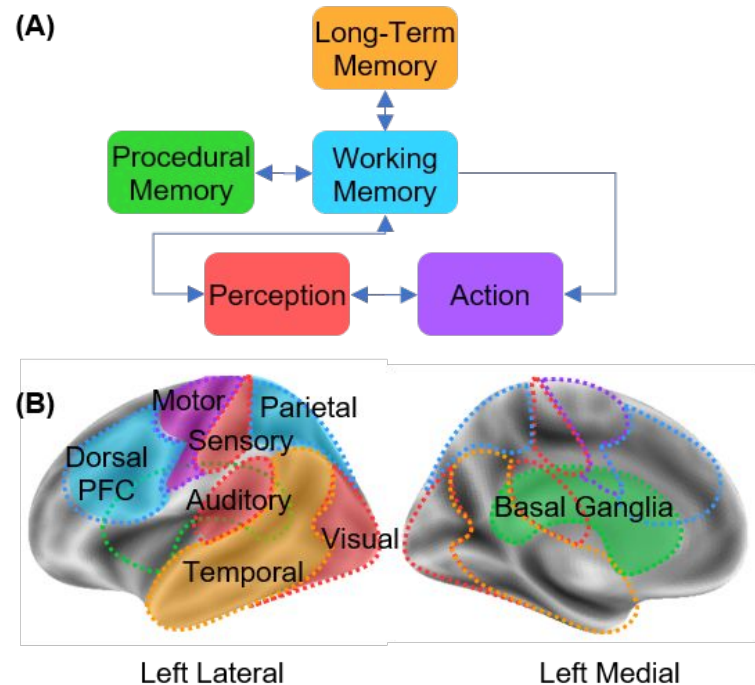 (A)
Long-Term
Memory
Procedural
Memory
Working
Memory
Perception
Action
(B)
Motor
Parietal
Sensory
Dorsal
PFC
Auditory
Visual
Temporal
Basal Ganglia
Left Lateral
Left Medial